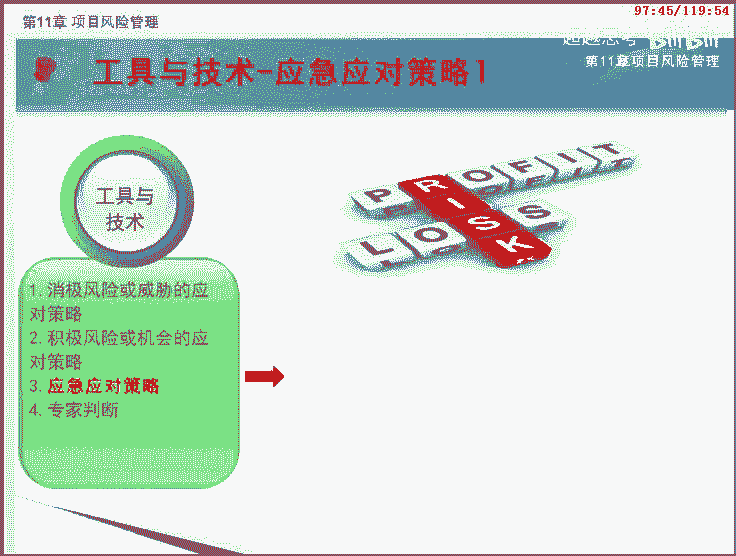 第11章 项目风险管理
97:45/119:54
bilibili
第11章项目风险管理
工具与技术-应急应对策略1
工具与
技术
PROFIT
RISK
LOSS
1. 消极风险或威胁的应
对策略
2. 积极风险或机会的应
对策略
3. 应急应对策略
4. 专家判断